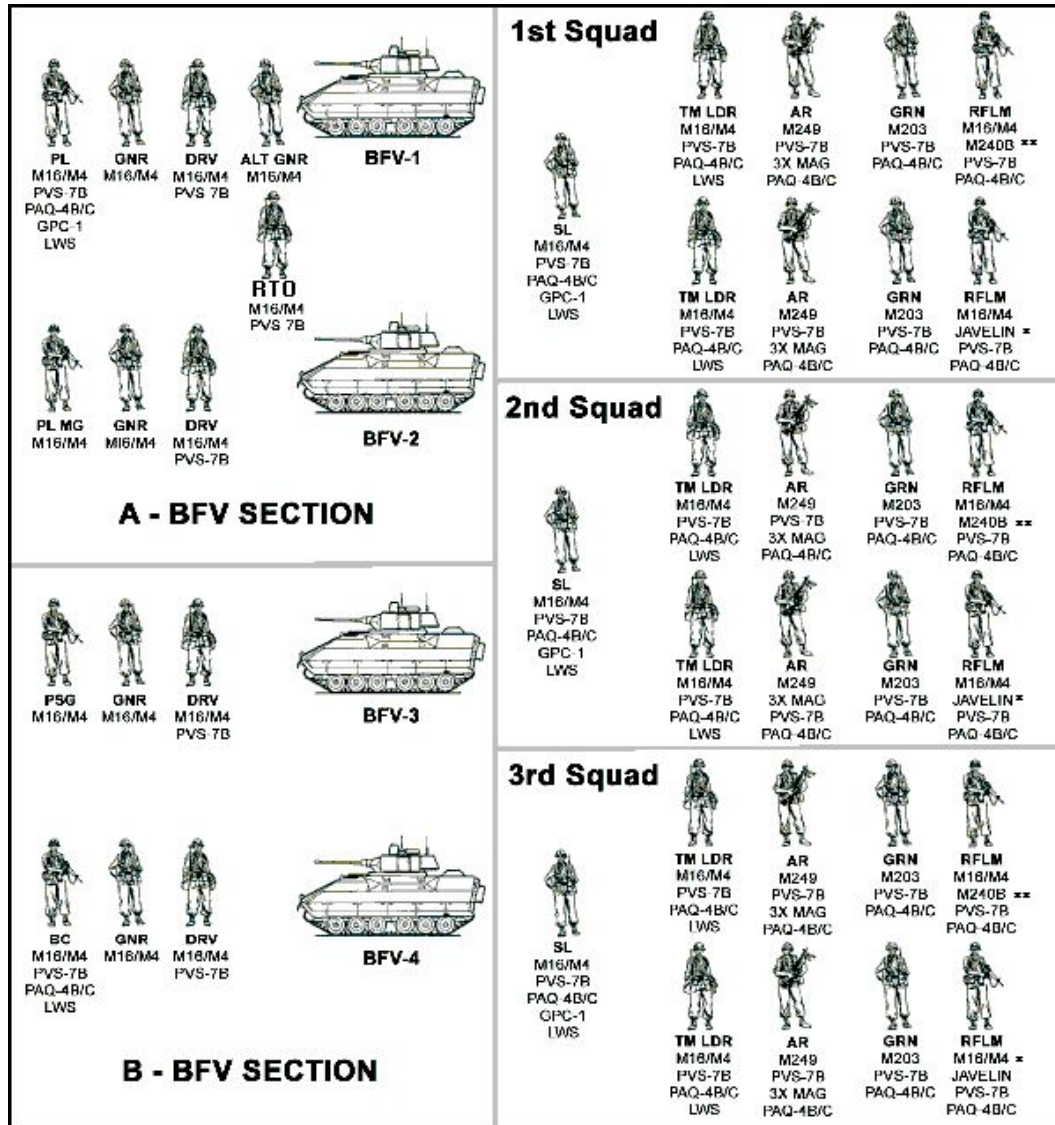 PL
M16/M4
PVS-7B
PAQ-4B/C
GPC-1
LWS
GNR
M16/M4
DRV
M16/M4
PVS 7B
ALT GNR
M16/M4
BFV-1
RTO
M16/M4
PVS 7B
PL MG
M16/M4
GNR
MI6/M4
DRV
M16/M4
PVS-7B
BFV-2
A - BFV SECTION
PSG
M16/M4
GNR
M16/M4
DRV
M16/M4
PVS-7B
BFV-3
BC
M16/M4
PVS-7B
PAQ-4B/C
LWS
GNR
M16/M4
DRV
M16/M4
PVS-7B
BFV-4
B - BFV SECTION
1st Squad
SL
M16/M4
PVS-7B
PAQ-4B/C
GPC-1
LWS
TM LDR
M16/M4
PVS-7B
PAQ-4B/C
LWS
AR
M249
PVS-7B
3X MAG
PAQ-4B/C
GRN
M203
PVS-7B
PAQ-4B/C
RFLM
M16/M4
M240B **
PVS-7B
PAQ-4B/C
TM LDR
M16/M4
PVS-7B
PAQ-4B/C
LWS
AR
M249
PVS-7B
3X MAG
PAQ-4B/C
GRN
M203
PVS-7B
PAQ-4B/C
RFLM
M16/M4
JAVELIN *
PVS-7B
PAQ-4B/C
2nd Squad
SL
M16/M4
PVS-7B
PAQ-4B/C
GPC-1
LWS
TM LDR
M16/M4
PVS-7B
PAQ-4B/C
LWS
AR
M249
PVS-7B
3X MAG
PAQ-4B/C
GRN
M203
PVS-7B
PAQ-4B/C
RFLM
M16/M4
M240B **
PVS-7B
PAQ-4B/C
TM LDR
M16/M4
PVS-7B
PAQ-4B/C
LWS
AR
M249
3X MAG
PVS-7B
PAQ-4B/C
GRN
M203
PVS-7B
PAQ-4B/C
RFLM
M16/M4
JAVELIN*
PVS-7B
PAQ-4B/C
3rd Squad
SL
M16/M4
PVS-7B
PAQ-4B/C
GPC-1
LWS
TM LDR
M16/M4
PVS-7B
PAQ-4B/C
LWS
AR
M249
PVS-7B
3X MAG
PAQ-4B/C
GRN
M203
PVS-7B
PAQ-4B/C
RFLM
M16/M4
M240B **
PVS-7B
PAQ-4B/C
TM LDR
M16/M4
PVS-7B
PAQ-4B/C
LWS
AR
M249
PVS-7B
3X MAG
PAQ-4B/C
GRN
M203
PVS-7B
PAQ-4B/C
RFLM
M16/M4 *
JAVELIN
PVS-7B
PAQ-4B/C